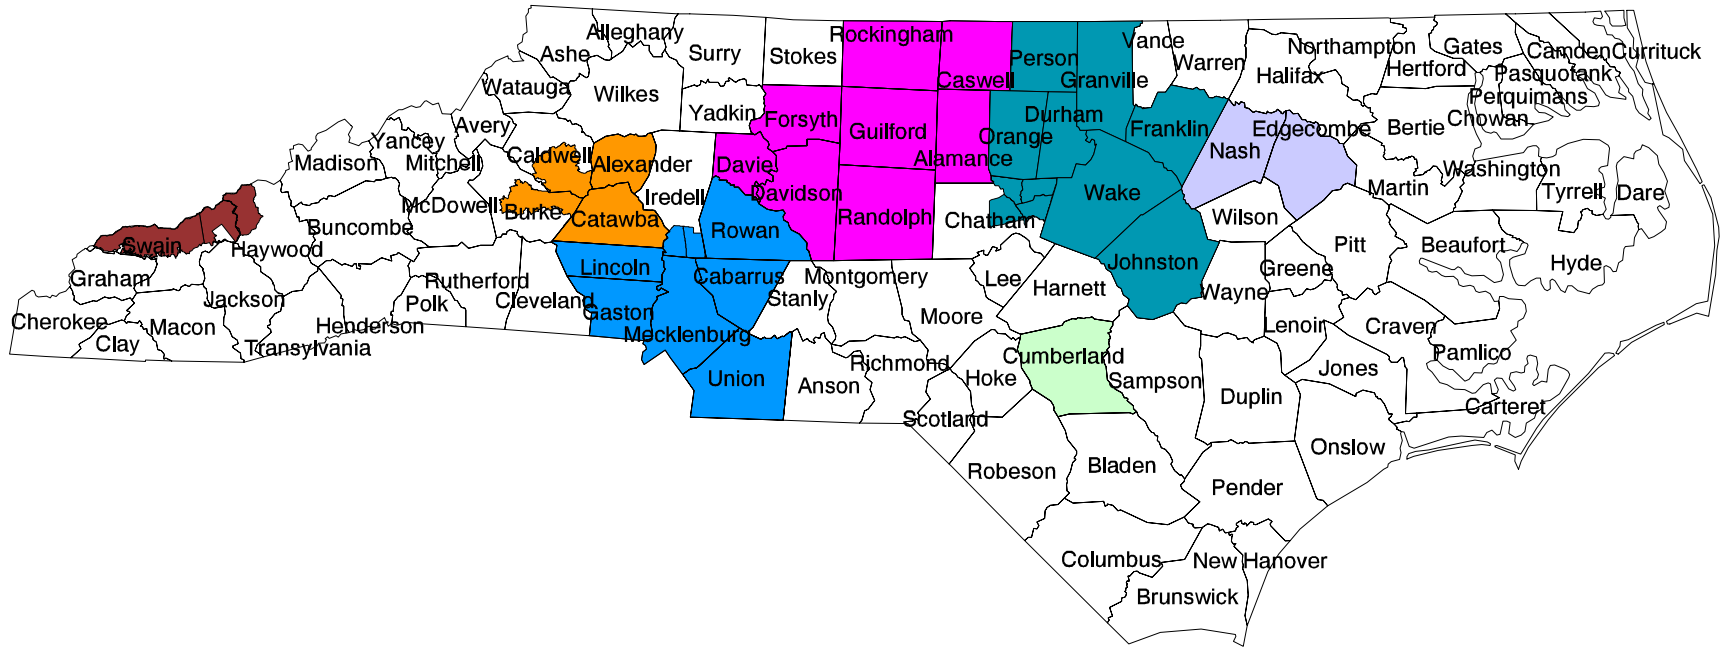 Alleghany
Ashe
Surry
Stokes
Rockingham
Caswell
Person
Granville
Vance
Warren
Northampton
Halifax
Gates
Hertford
Camden
Currituck
Pasquotank
Perquimans
Chowan
Bertie
Watauga
Wilkes
Yadkin
Forsyth
Guilford
Alamance
Orange
Durham
Franklin
Nash
Edgecombe
Martin
Washington
Tyrrell
Dare
Avery
Yancey
Mitchell
Madison
Caldwell
Alexander
Iredell
Davie
Davidson
Randolph
Chatham
Wake
Wilson
Pitt
Beaufort
Hyde
McDowell
Burke
Catawba
Rowan
Buncombe
Haywood
Swain
Graham
Cherokee
Clay
Macon
Jackson
Transylvania
Henderson
Polk
Rutherford
Cleveland
Lincoln
Gaston
Mecklenburg
Cabarrus
Stanly
Montgomery
Moore
Lee
Harnett
Johnston
Wayne
Greene
Lenoir
Craven
Pamlico
Jones
Carteret
Union
Anson
Richmond
Scotland
Hoke
Cumberland
Sampson
Duplin
Onslow
Robeson
Bladen
Pender
Columbus
New Hanover
Brunswick